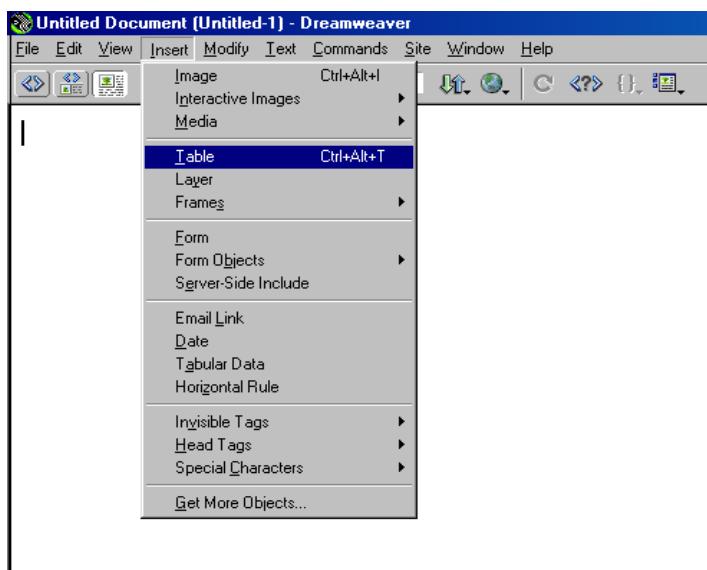 Untitled Document (Untitled-1) - Dreamweaver
File Edit View Insert Modify Text Commands Site Window Help
Image Ctrl+Alt+I
Interactive Images
Media
Table Ctrl+Alt+T
Layer
Frames
Form
Form Objects
Server-Side Include
Email Link
Date
Tabular Data
Horizontal Rule
Invisible Tags
Head Tags
Special Characters
Get More Objects...